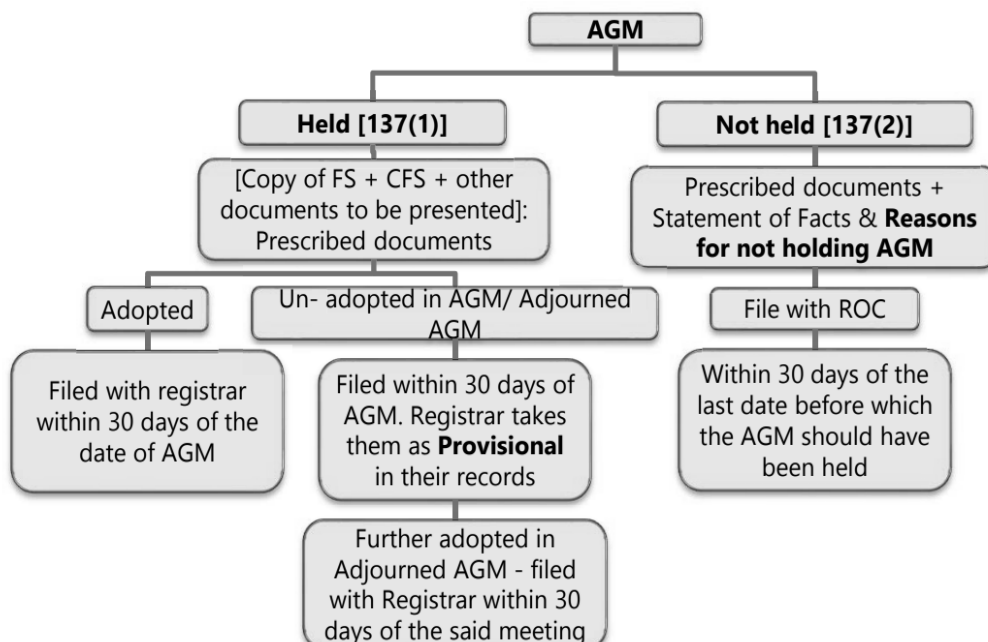 AGM
Held [137(1)]
Not held [137(2)]
[Copy of FS + CFS + other
documents to be presented]:
Prescribed documents
Prescribed documents +
Statement of Facts & Reasons
for not holding AGM
Adopted
Un- adopted in AGM/ Adjourned
AGM
File with ROC
Filed with registrar
within 30 days of the
date of AGM
Filed within 30 days of
AGM. Registrar takes
them as Provisional
in their records
Within 30 days of the
last date before which
the AGM should have
been held
Further adopted in
Adjourned AGM - filed
with Registrar within 30
days of the said meeting